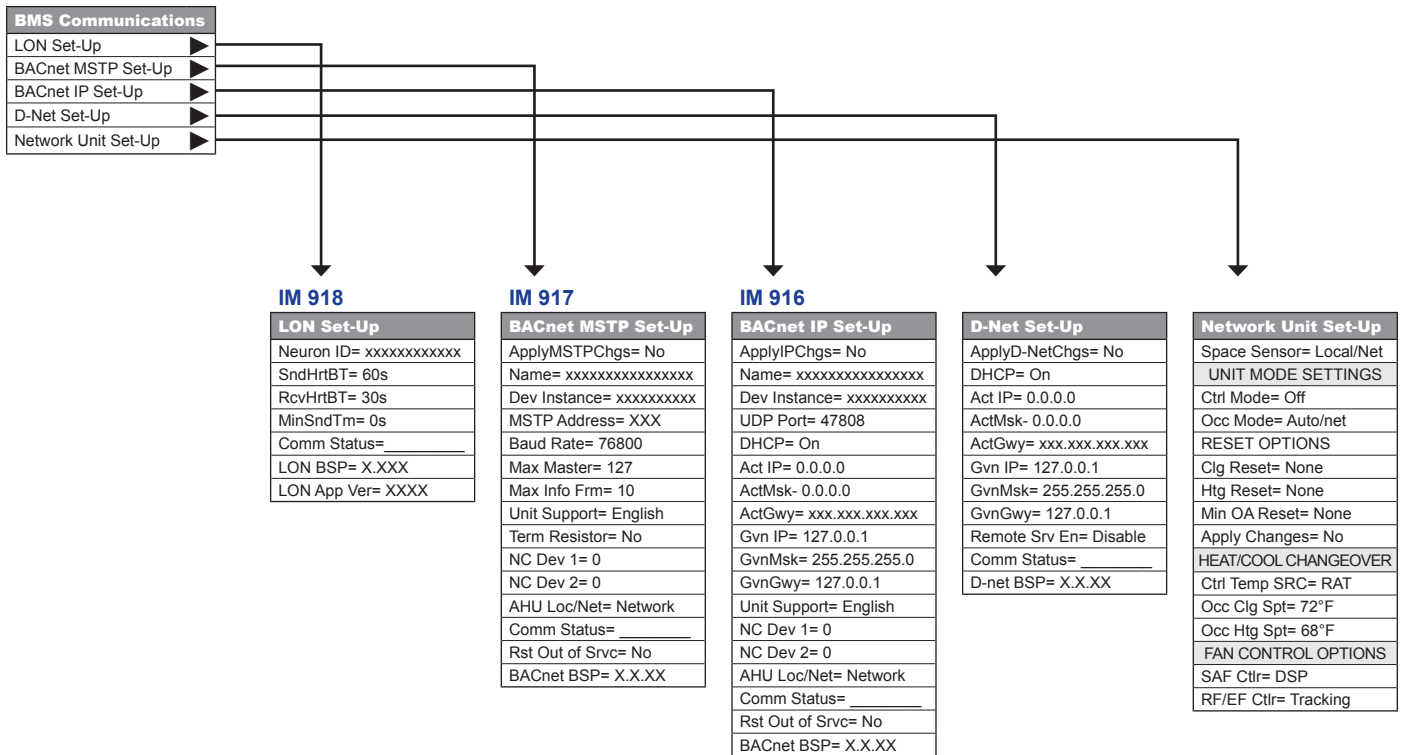 BMS Communications
LON Set-Up
BACnet MSTP Set-Up
BACnet IP Set-Up
D-Net Set-Up
Network Unit Set-Up
IM 918
LON Set-Up
Neuron ID= xxxxxxxxxxxx
SndHrtBT= 60s
RcvHrtBT= 30s
MinSndTm= 0s
Comm Status=_________
LON BSP= X.XXX
LON App Ver= XXXX
IM 917
BACnet MSTP Set-Up
ApplyMSTPChgs= No
Name= xxxxxxxxxxxxxxxx
Dev Instance= xxxxxxxxxx
MSTP Address= XXX
Baud Rate= 76800
Max Master= 127
Max Info Frm= 10
Unit Support= English
Term Resistor= No
NC Dev 1= 0
NC Dev 2= 0
AHU Loc/Net= Network
Comm Status= ________
Rst Out of Srvc= No
BACnet BSP= X.X.XX
IM 916
BACnet IP Set-Up
ApplyIPChgs= No
Name= xxxxxxxxxxxxxxxx
Dev Instance= xxxxxxxxxx
UDP Port= 47808
DHCP= On
Act IP= 0.0.0.0
ActMsk- 0.0.0.0
ActGwy= xxx.xxx.xxx.xxx
Gvn IP= 127.0.0.1
GvnMsk= 255.255.255.0
GvnGwy= 127.0.0.1
Unit Support= English
NC Dev 1= 0
NC Dev 2= 0
AHU Loc/Net= Network
Comm Status= ________
Rst Out of Srvc= No
BACnet BSP= X.X.XX
D-Net Set-Up
ApplyD-NetChgs= No
DHCP= On
Act IP= 0.0.0.0
ActMsk- 0.0.0.0
ActGwy= xxx.xxx.xxx.xxx
Gvn IP= 127.0.0.1
GvnMsk= 255.255.255.0
GvnGwy= 127.0.0.1
Remote Srv En= Disable
Comm Status= ________
D-net BSP= X.X.XX
Network Unit Set-Up
Space Sensor= Local/Net
UNIT MODE SETTINGS
Ctrl Mode= Off
Occ Mode= Auto/net
RESET OPTIONS
Clg Reset= None
Htg Reset= None
Min OA Reset= None
Apply Changes= No
HEAT/COOL CHANGEOVER
Ctrl Temp SRC= RAT
Occ Clg Spt= 72°F
Occ Htg Spt= 68°F
FAN CONTROL OPTIONS
SAF Ctlr= DSP
RF/EF Ctlr= Tracking